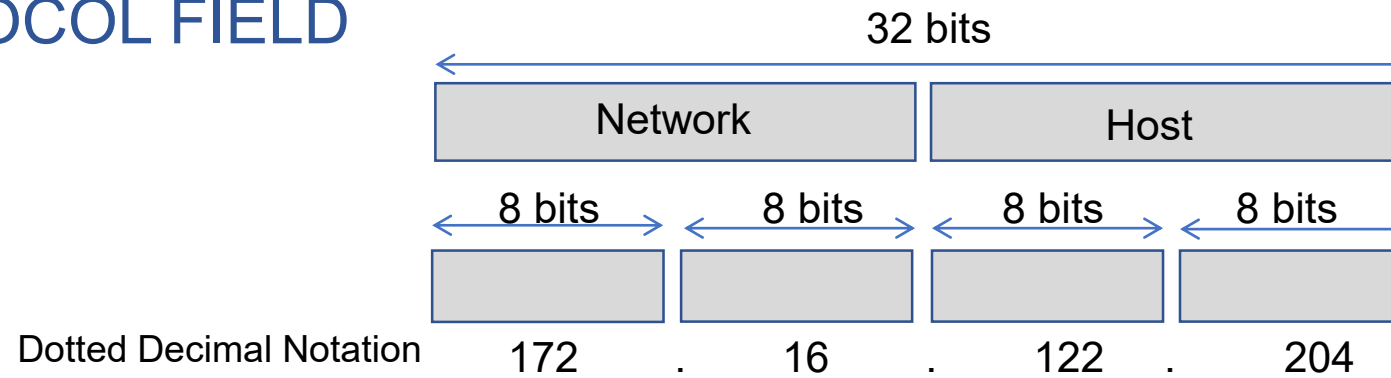 OCOL FIELD
32 bits
Network Host
8 bits 8 bits 8 bits 8 bits
Dotted Decimal Notation 172 . 16 . 122 . 204